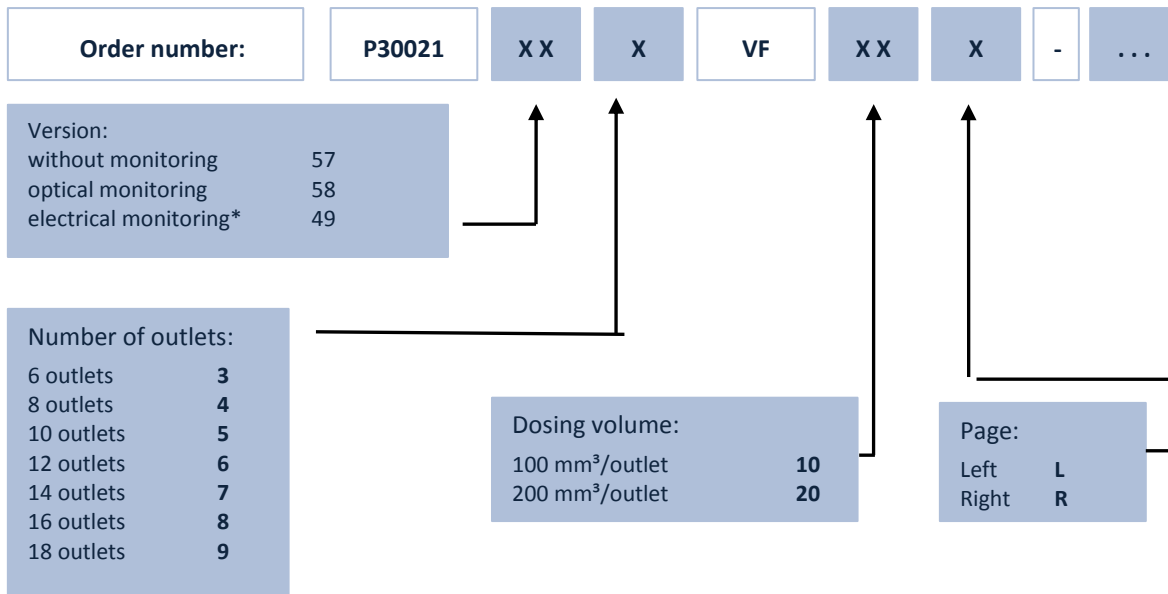 Order number: P30021 X X X VF X X X - . . .
Version:
without monitoring 57
optical monitoring 58
electrical monitoring* 49
Number of outlets:
6 outlets 3
8 outlets 4
10 outlets 5
12 outlets 6
14 outlets 7
16 outlets 8
18 outlets 9
Dosing volume:
100 mm³/outlet 10
200 mm³/outlet 20
Page:
Left L
Right R